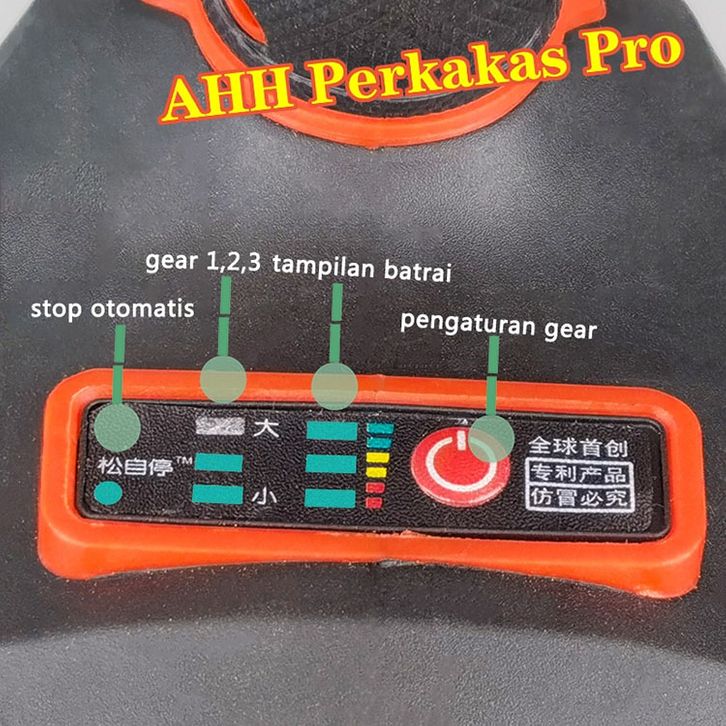 AHH Perkakas Pro
gear 1,2,3 tampilan batrai
stop otomatis
pengaturan gear
大
全球首创
松自停™
专利产品
小
仿冒必究